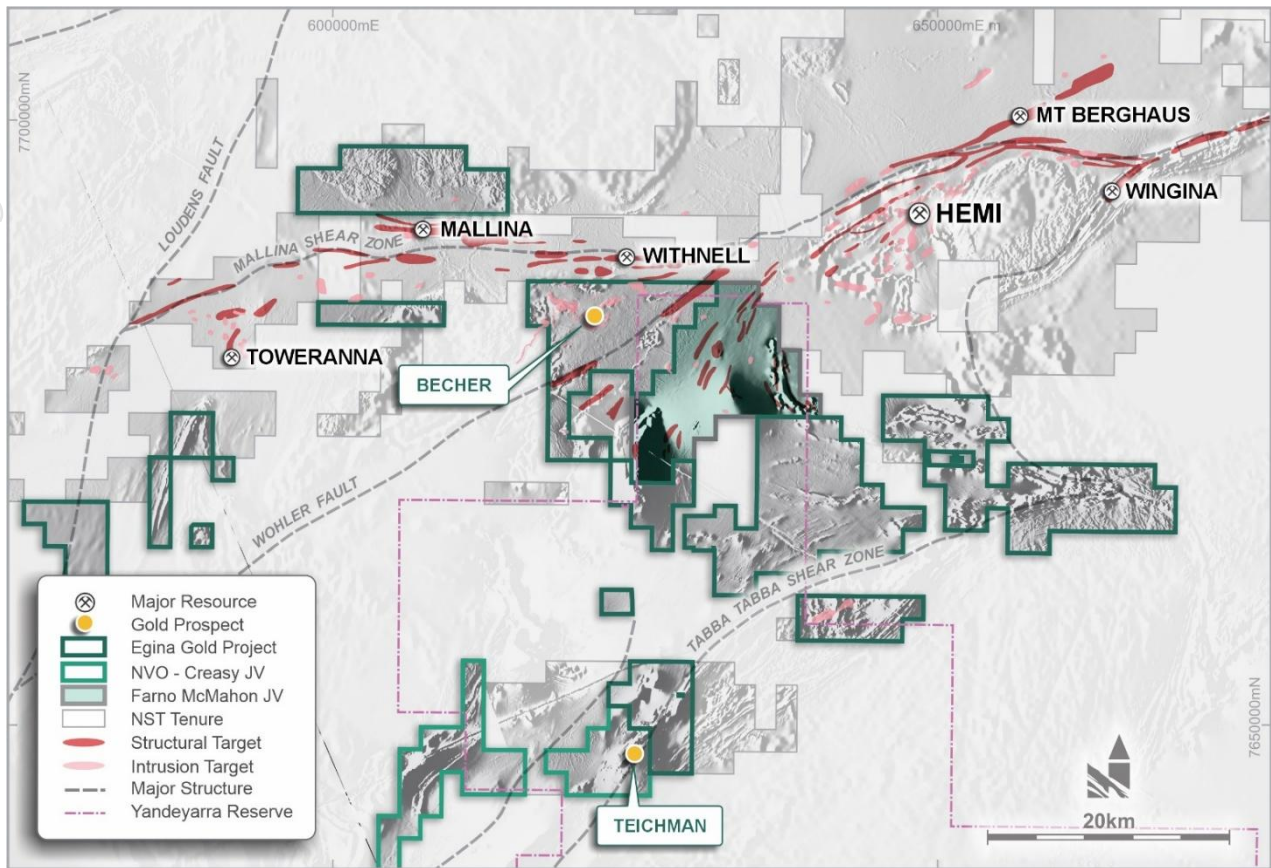 600000mE
650000mE m
7700000mN
LOUDENS FAULT
MT BERGHAUS
WINGINA
HEMI
MALLINA
MALLINA SHEAR ZONE
WITHNELL
TOWERANNA
BECHER
WOHLER FAULT
TABBA TABBA SHEAR ZONE
7650000mN
TEICHMAN
Major Resource
Gold Prospect
Egina Gold Project
NVO - Creasy JV
Farno McMahon JV
NST Tenure
Structural Target
Intrusion Target
Major Structure
Yandeyarra Reserve
20km